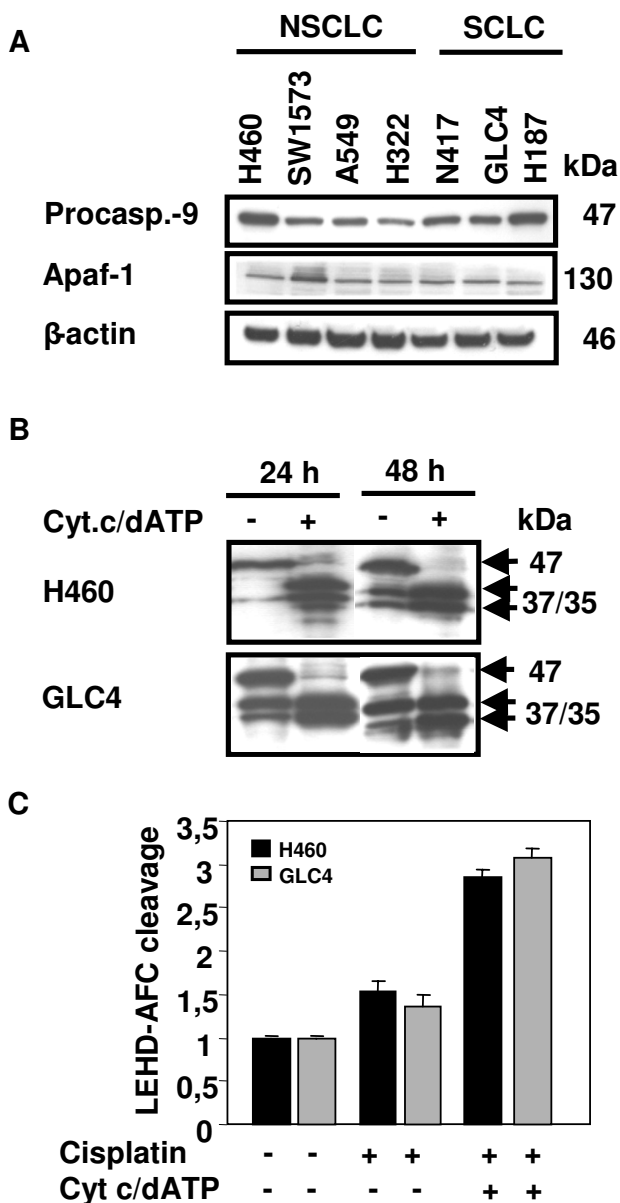 A
NSCLC SCLC
H460 SW1573 A549 H322 N417 GLC4 H187 kDa
Procasp.-9 47
Apaf-1 130
β-actin 46
B
24 h 48 h
Cyt.c/dATP - + - + kDa
H460 47
37/35
GLC4 47
37/35
C
LEHD-AFC cleavage
3,5
3
2,5
2
1,5
1
0,5
0
H460
GLC4
Cisplatin - - + + + +
Cyt c/dATP - - - - + +